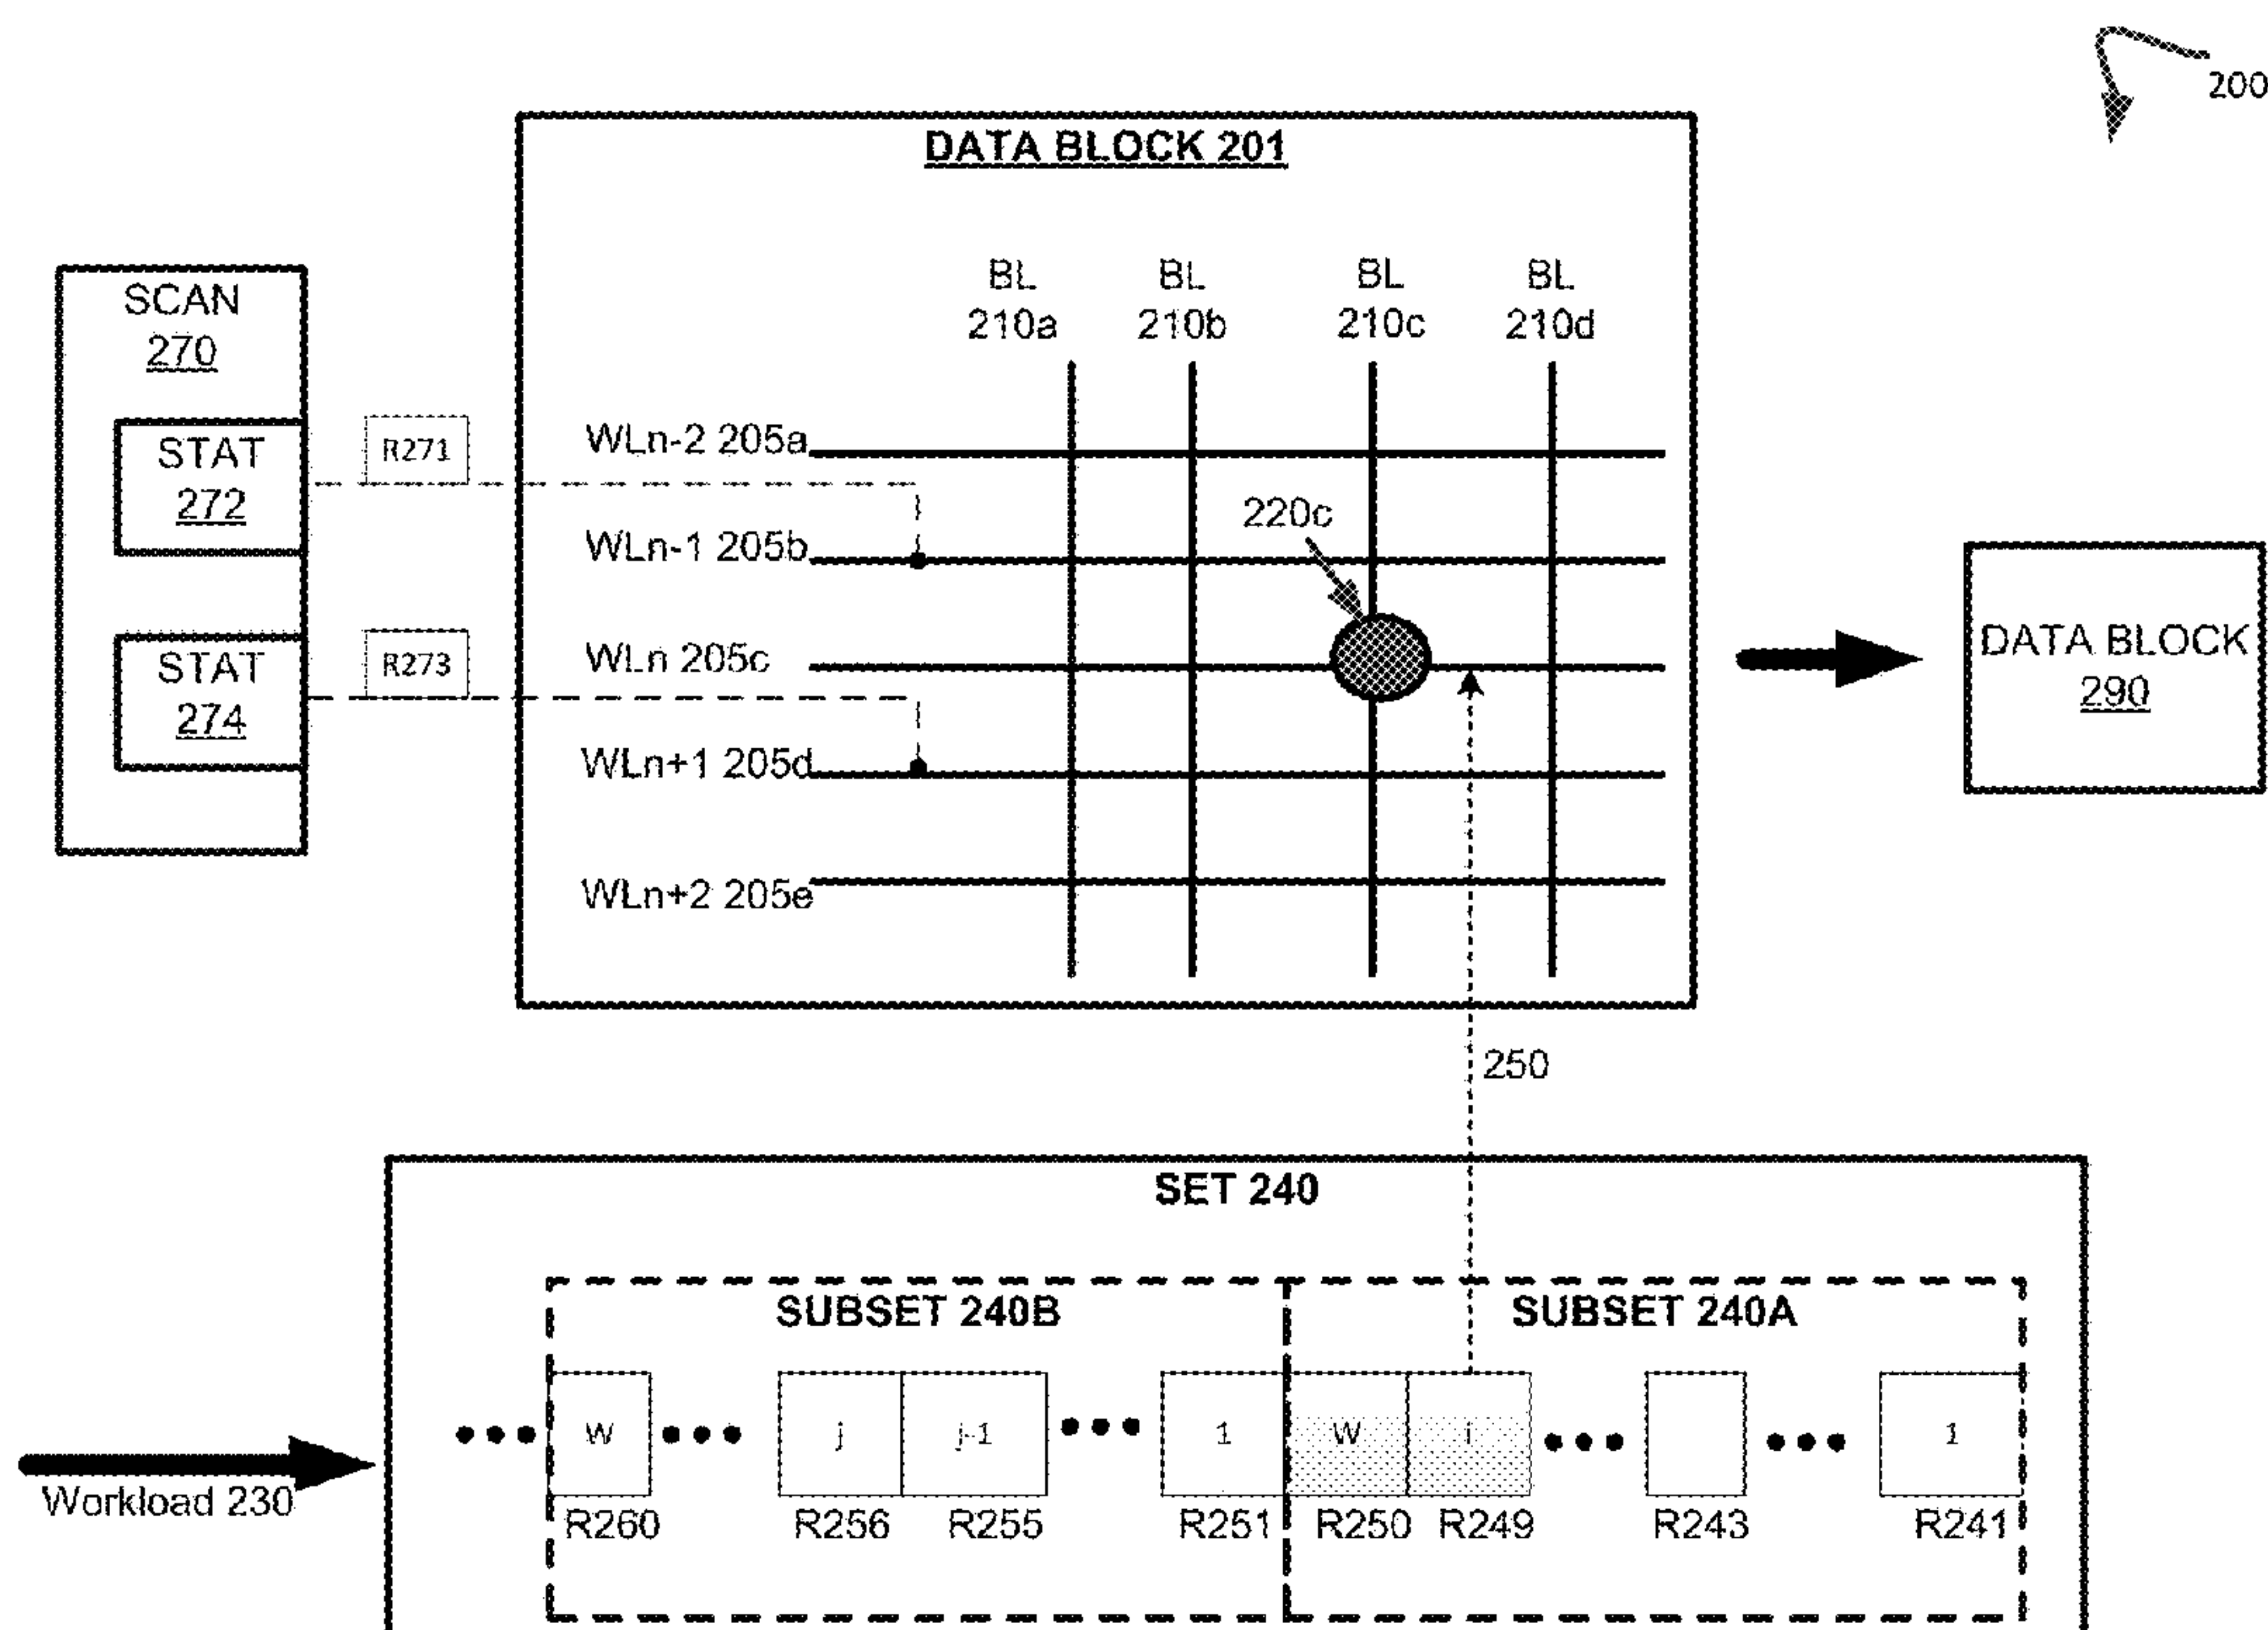 200
DATA BLOCK 201
BL BL BL BL
210a 210b 210c 210d
SCAN
270
STAT
272
R271
WLn-2 205a
220c
WLn-1 205b
STAT
274
R273
WLn 205c
WLn+1 205d
WLn+2 205e
DATA BLOCK
290
250
SET 240
SUBSET 240B SUBSET 240A
W j j-1 1 W i 1
Workload 230
R260 R256 R255 R251 R250 R249 R243 R241